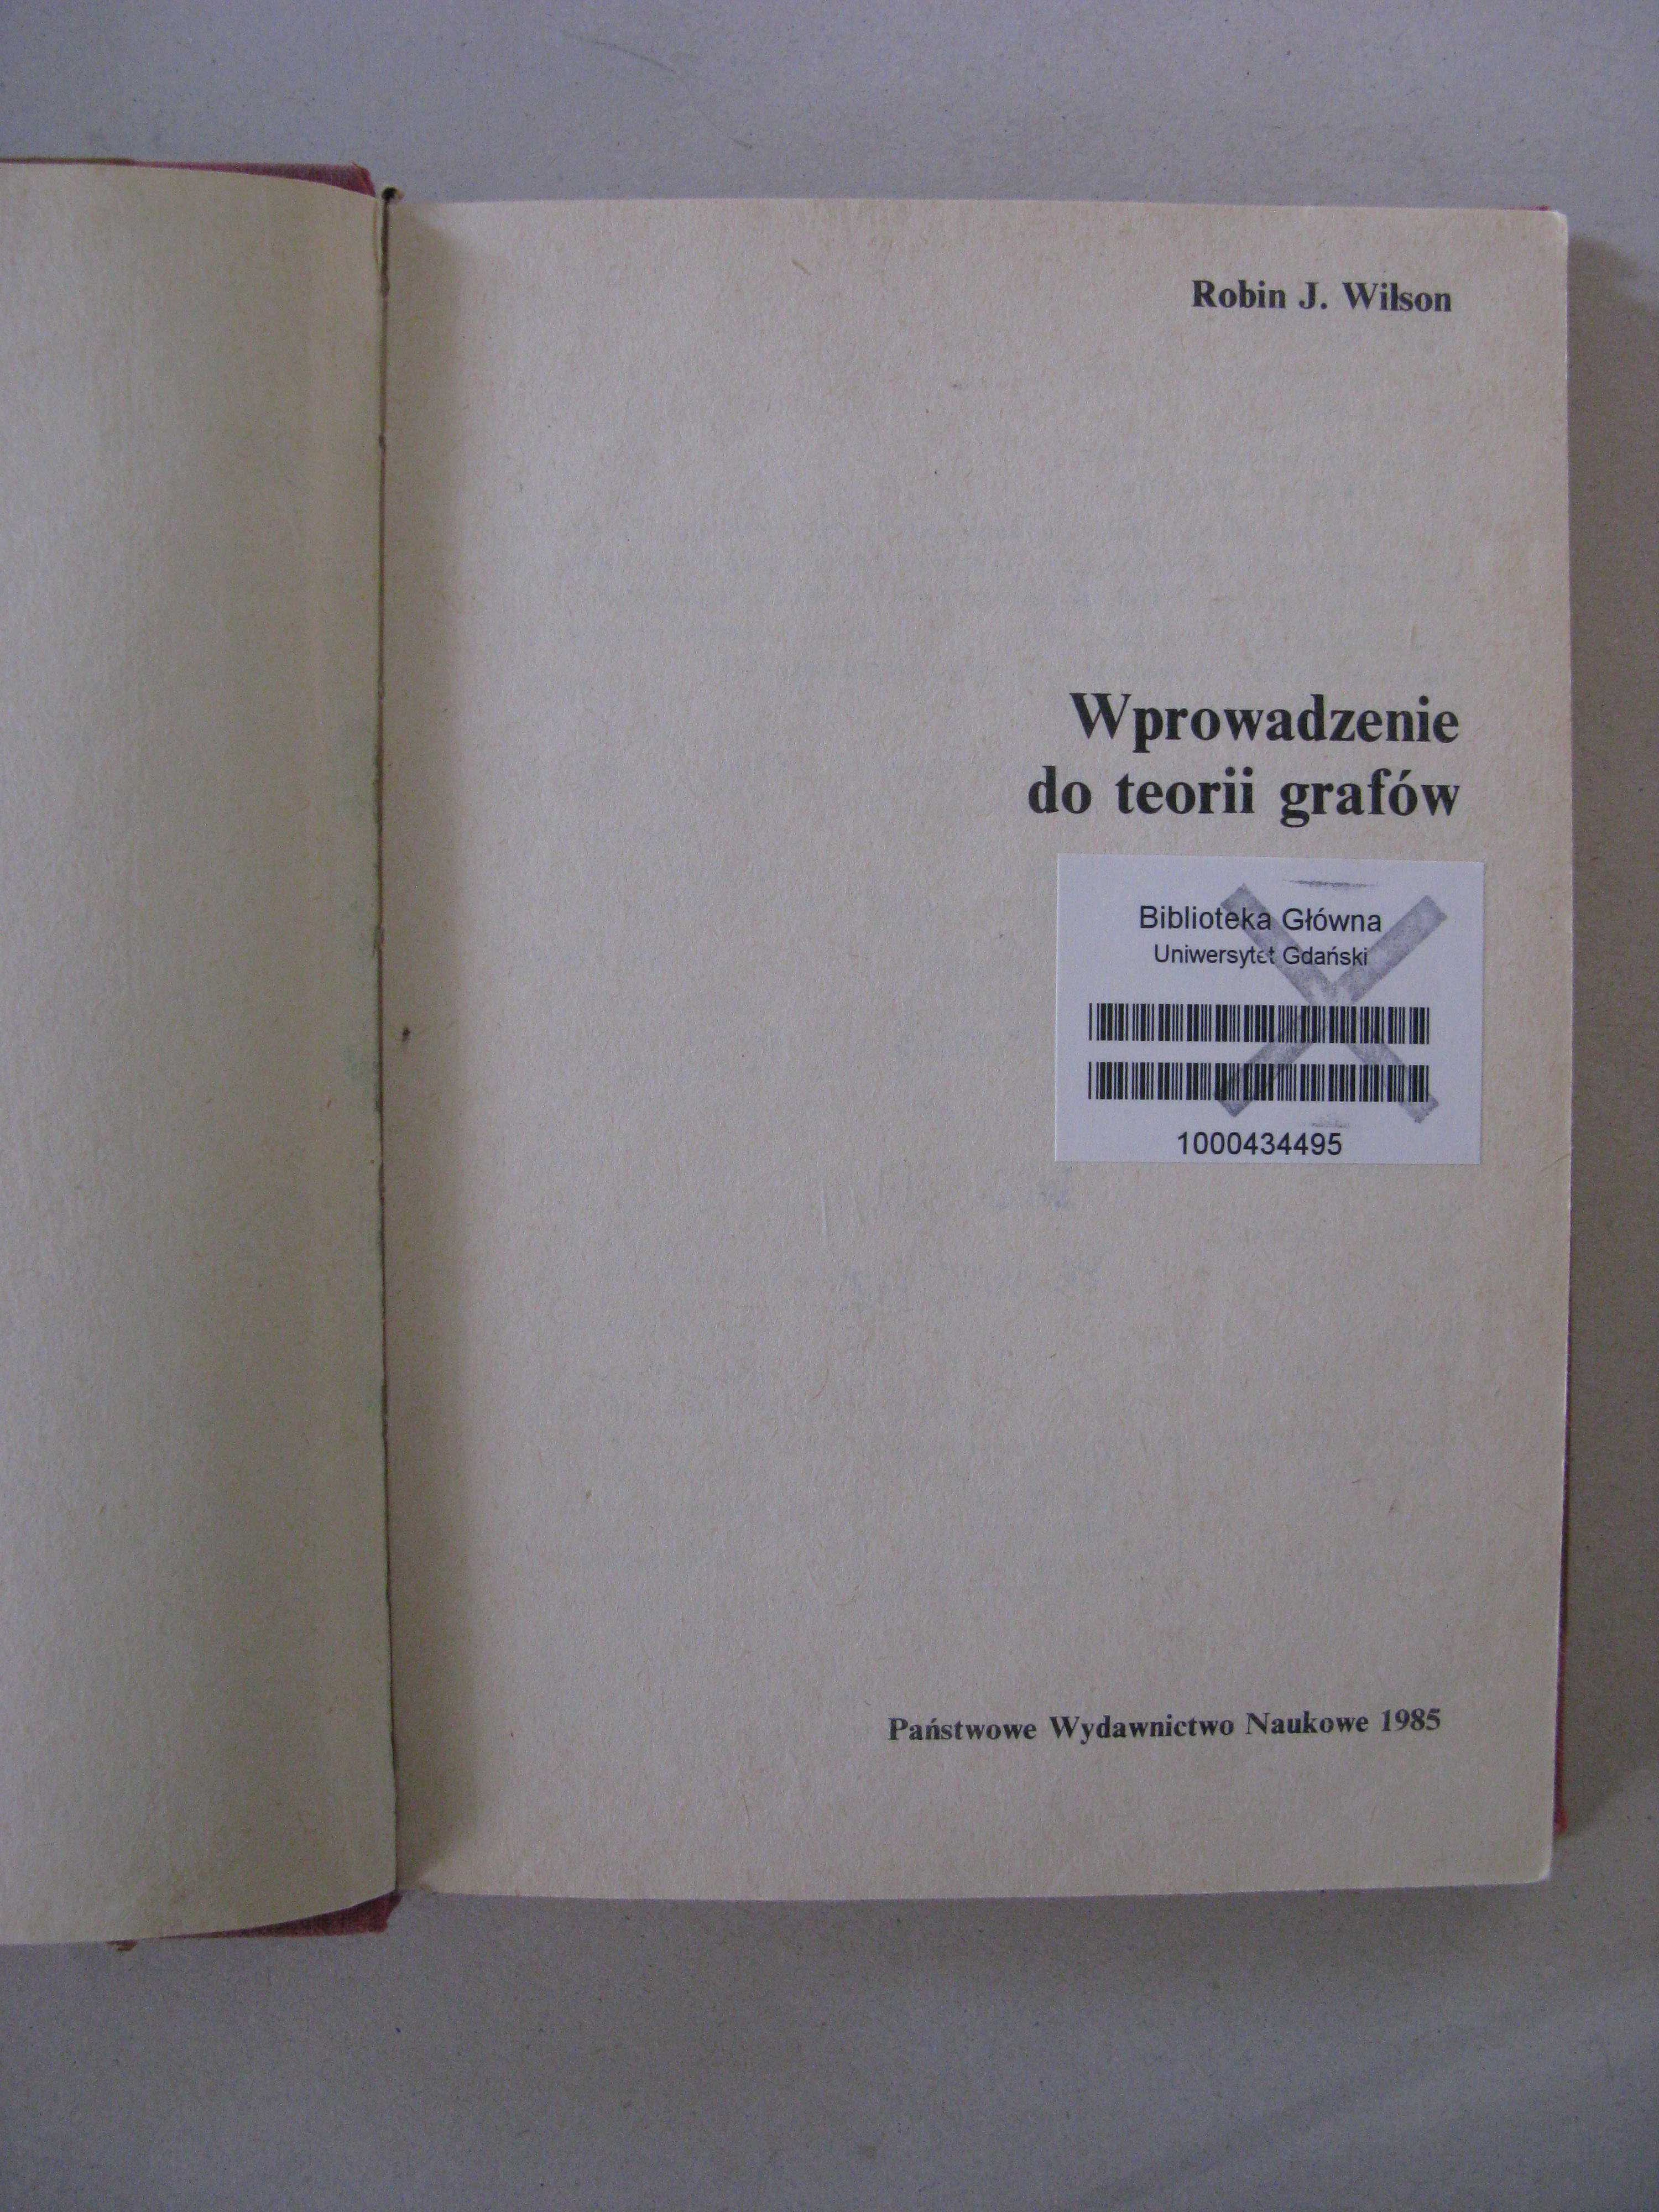 Robin J. Wilson
Wprowadzenie
do teorii grafów
Biblioteka Główna
Uniwersytet Gdański
1000434495
Państwowe Wydawnictwo Naukowe 1985